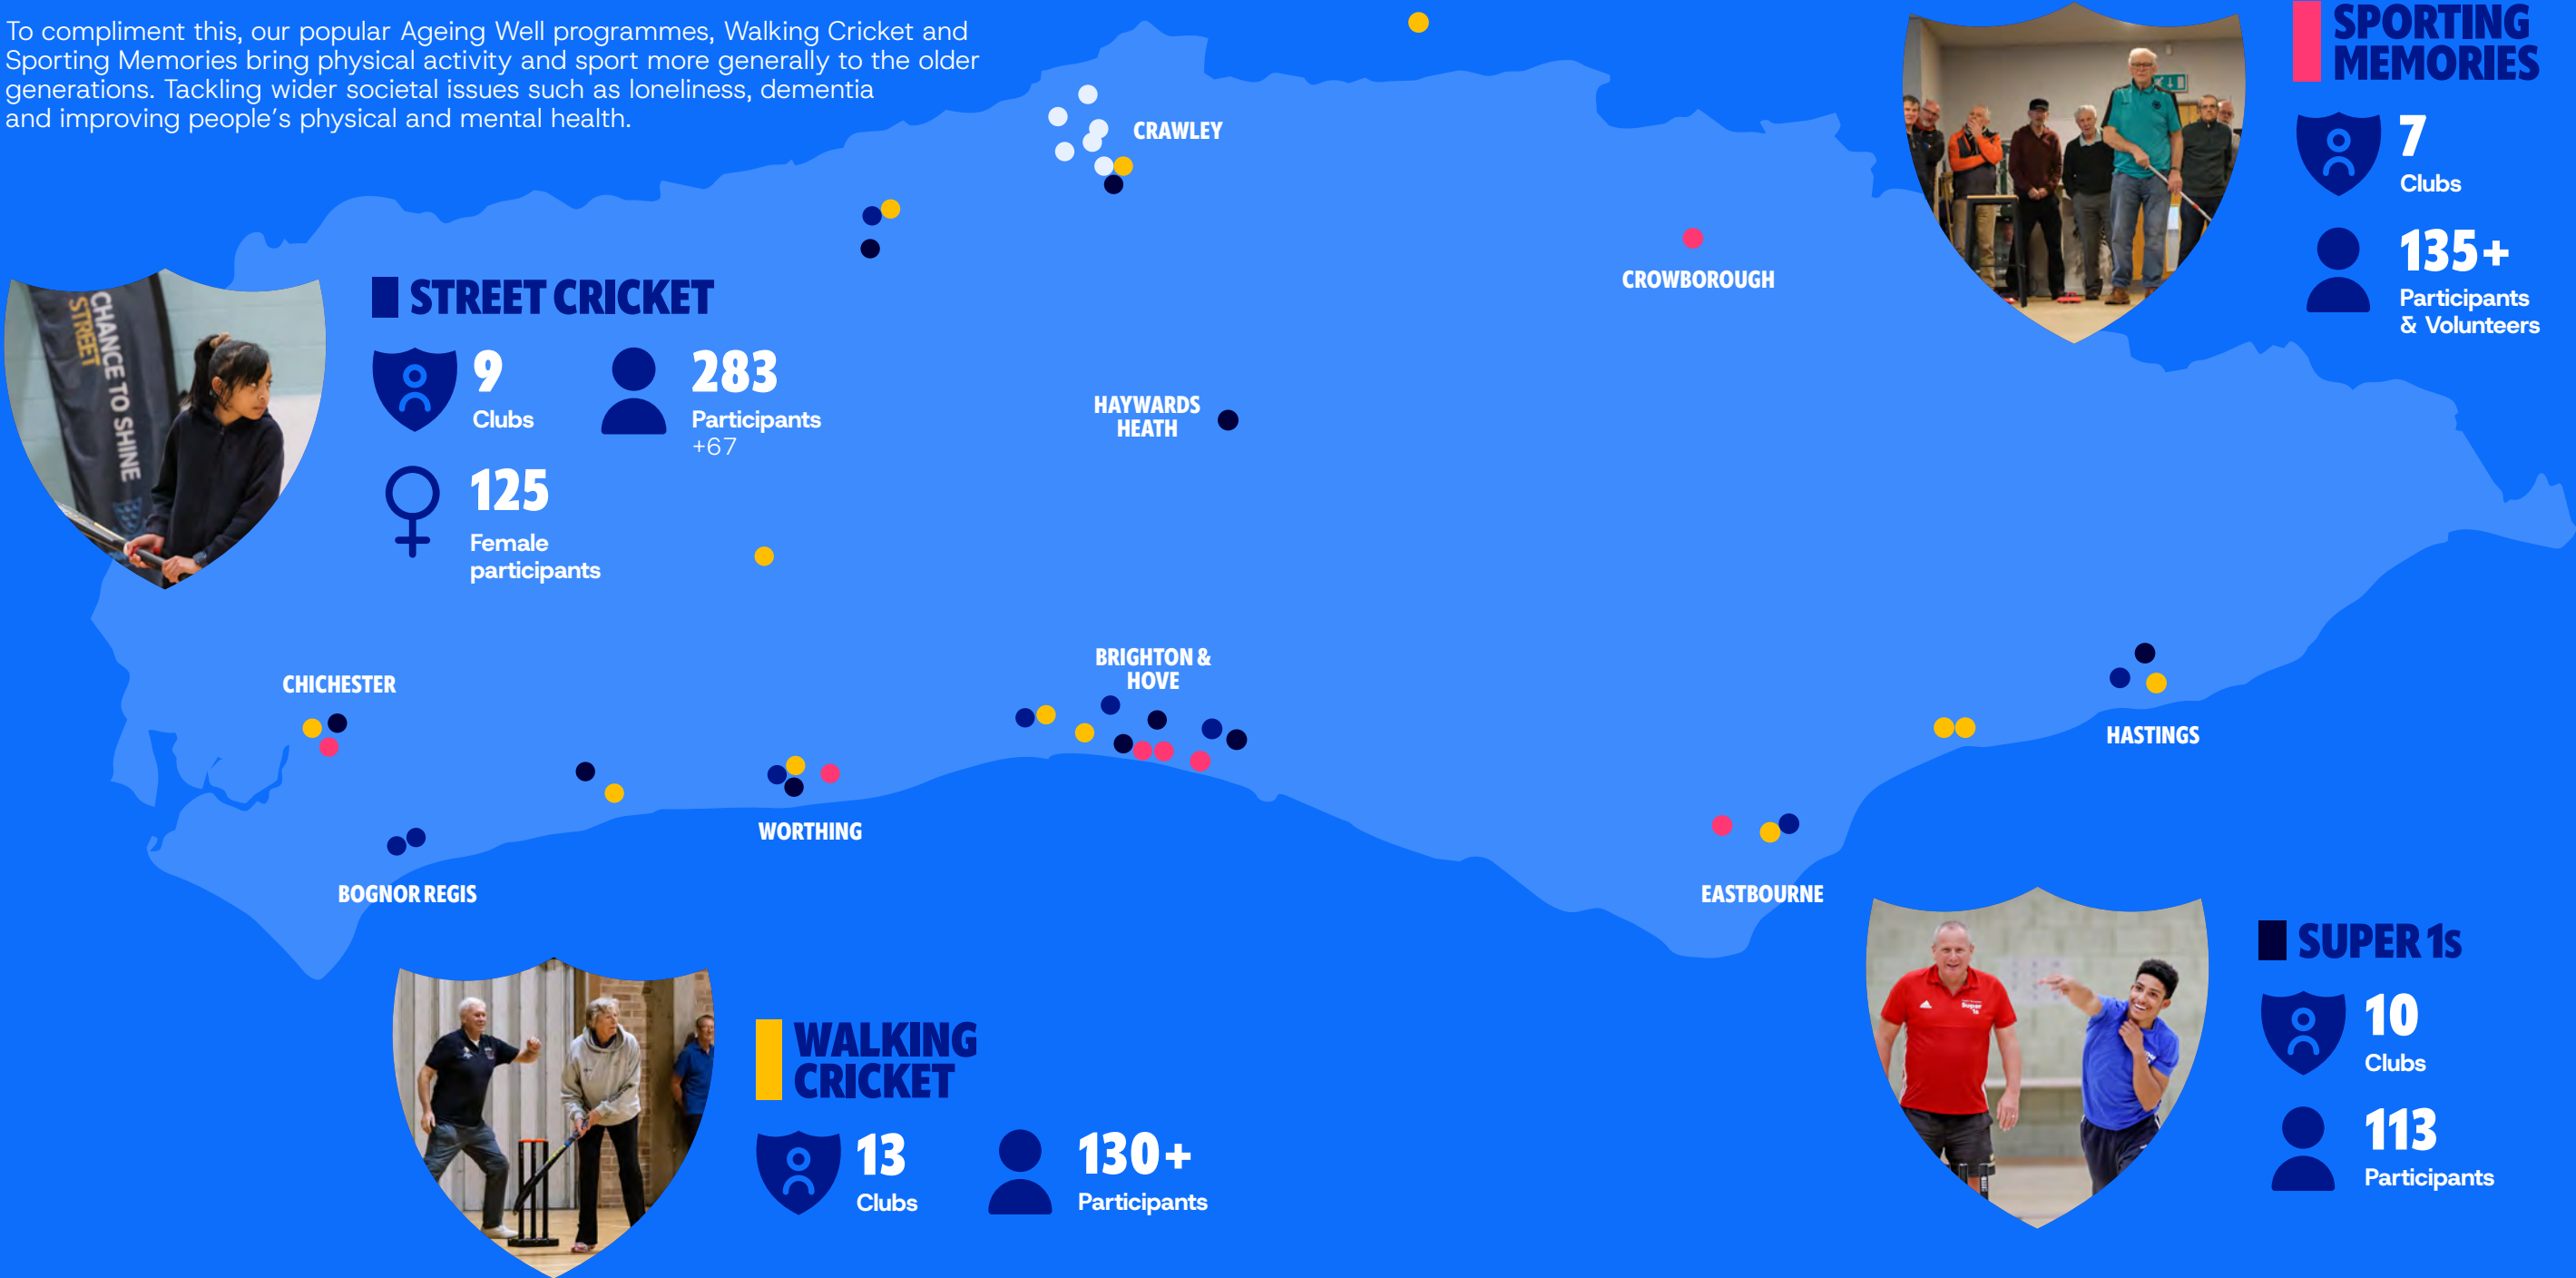 To compliment this, our popular Ageing Well programmes, Walking Cricket and
Sporting Memories bring physical activity and sport more generally to the older
generations. Tackling wider societal issues such as loneliness, dementia
and improving people's physical and mental health.
SPORTING
MEMORIES
7
Clubs
135+
Participants
& Volunteers
CRAWLEY
CROWBOROUGH
CHANCE TO SHINE
STREET
STREET CRICKET
9
Clubs
283
Participants
+67
125
Female
participants
HAYWARDS
HEATH
CHICHESTER
BRIGHTON &
HOVE
HASTINGS
WORTHING
BOGNOR REGIS
EASTBOURNE
WALKING
CRICKET
13
Clubs
130+
Participants
SUPER 1s
10
Clubs
113
Participants